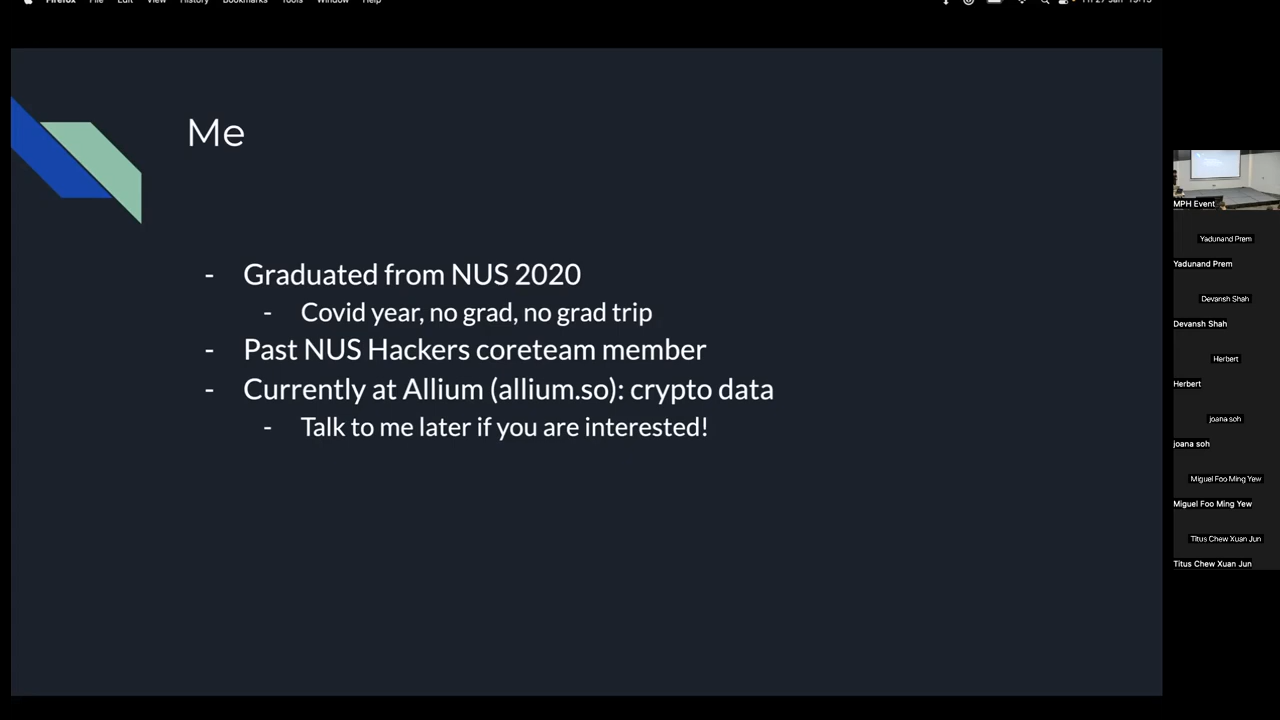 Firefox File Edit View History Bookmarks Tools Window Help
Me
- Graduated from NUS 2020
- Covid year, no grad, no grad trip
- Past NUS Hackers coreteam member
- Currently at Allium (allium.so): crypto data
- Talk to me later if you are interested!
MPH Event
Yadunand Prem
Yadunand Prem
Devansh Shah
Devansh Shah
Herbert
Herbert
joana soh
joana soh
Miguel Foo Ming Yew
Miguel Foo Ming Yew
Titus Chew Xuan Jun
Titus Chew Xuan Jun